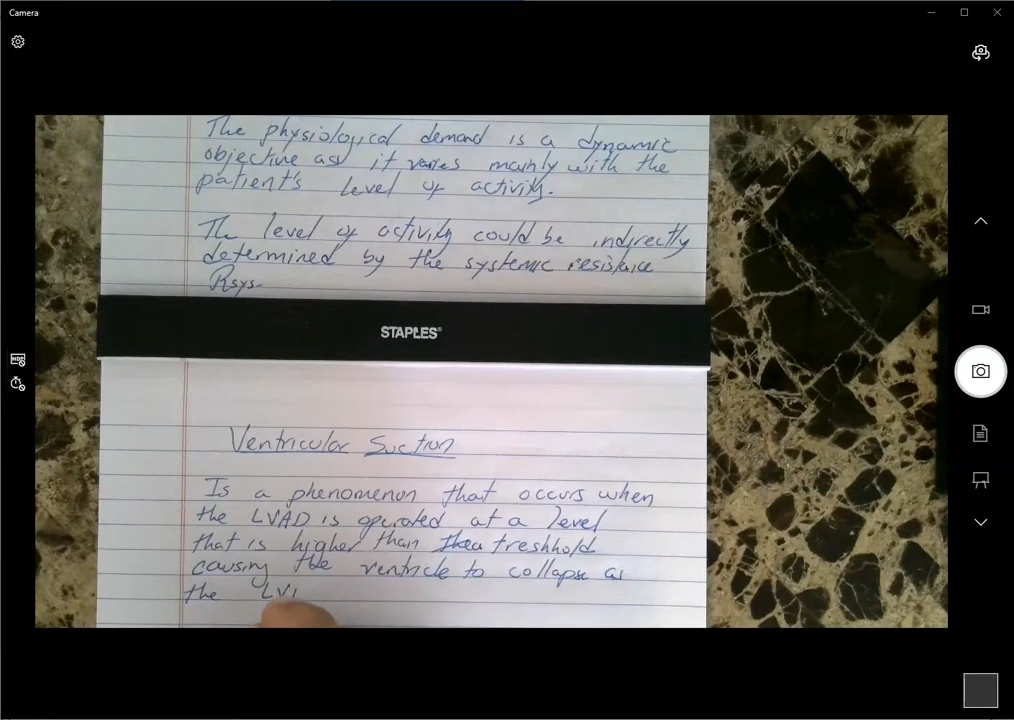 Camera
The physiological demand is a dynamic
objective as it varies mainly with the
patient's level of activity.
The level of activity could be indirectly
determined by the systemic resistance
Rsys.
STAPLES®
Ventricular Suction
Is a phenomenon that occurs when
the LVAD is operated at a level
that is higher than a treshhold
causing the ventricle to collapse as
the LV